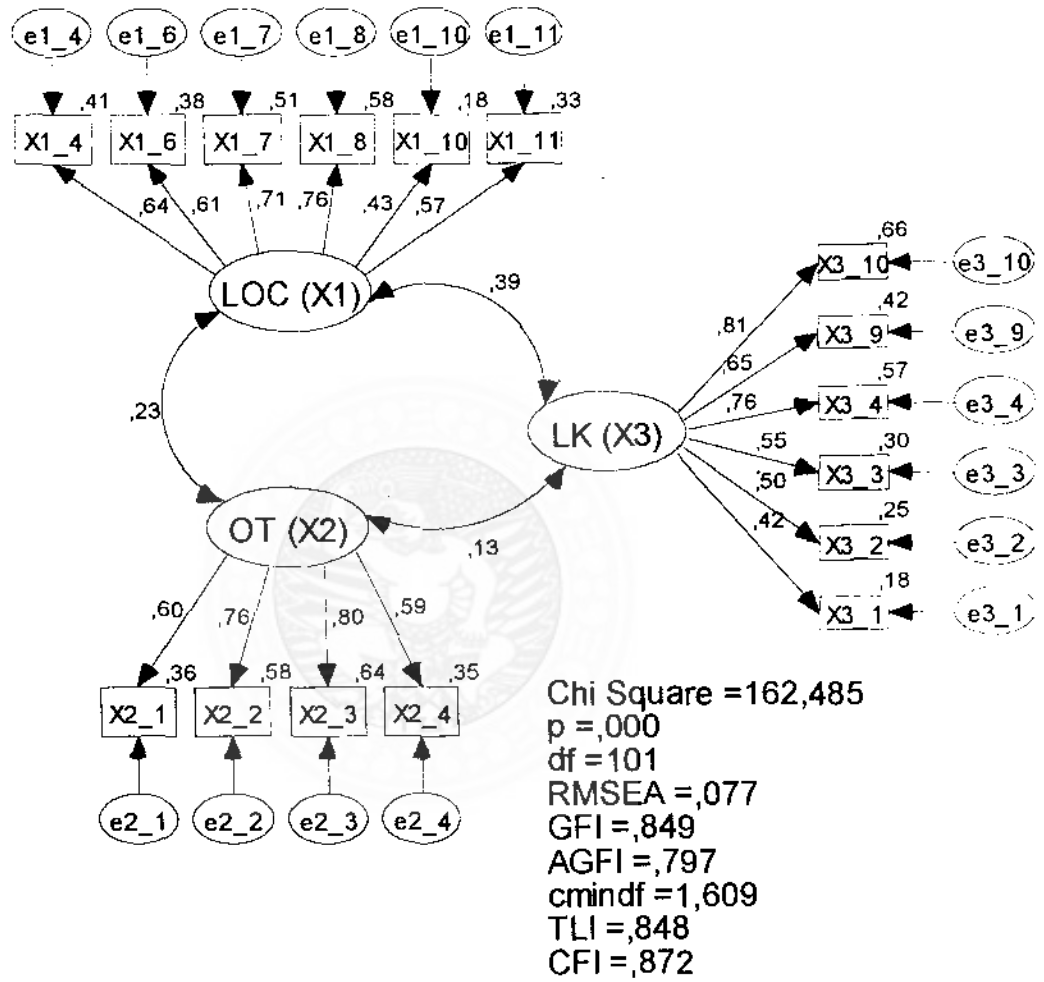 e1_4 e1_6 e1_7 e1_8 e1_10 e1_11
,41 ,38 ,51 ,58 ,18 ,33
X1_4 X1_6 X1_7 X1_8 X1_10 X1_11
,64 ,61 ,71 ,76 ,43 ,57
LOC (X1)
,39
,23
LK (X3)
OT (X2)
,13
,66
X3_10 e3_10
,81
,42
X3_9 e3_9
,65
,57
X3_4 e3_4
,76
,30
X3_3 e3_3
,55
,25
X3_2 e3_2
,50
,18
X3_1 e3_1
,42
,60 ,76 ,80 ,59
,36 ,58 ,64 ,35
X2_1 X2_2 X2_3 X2_4
e2_1 e2_2 e2_3 e2_4
Chi Square =162,485
p =,000
df =101
RMSEA =,077
GFI =,849
AGFI =,797
cmindf =1,609
TLI =,848
CFI =,872